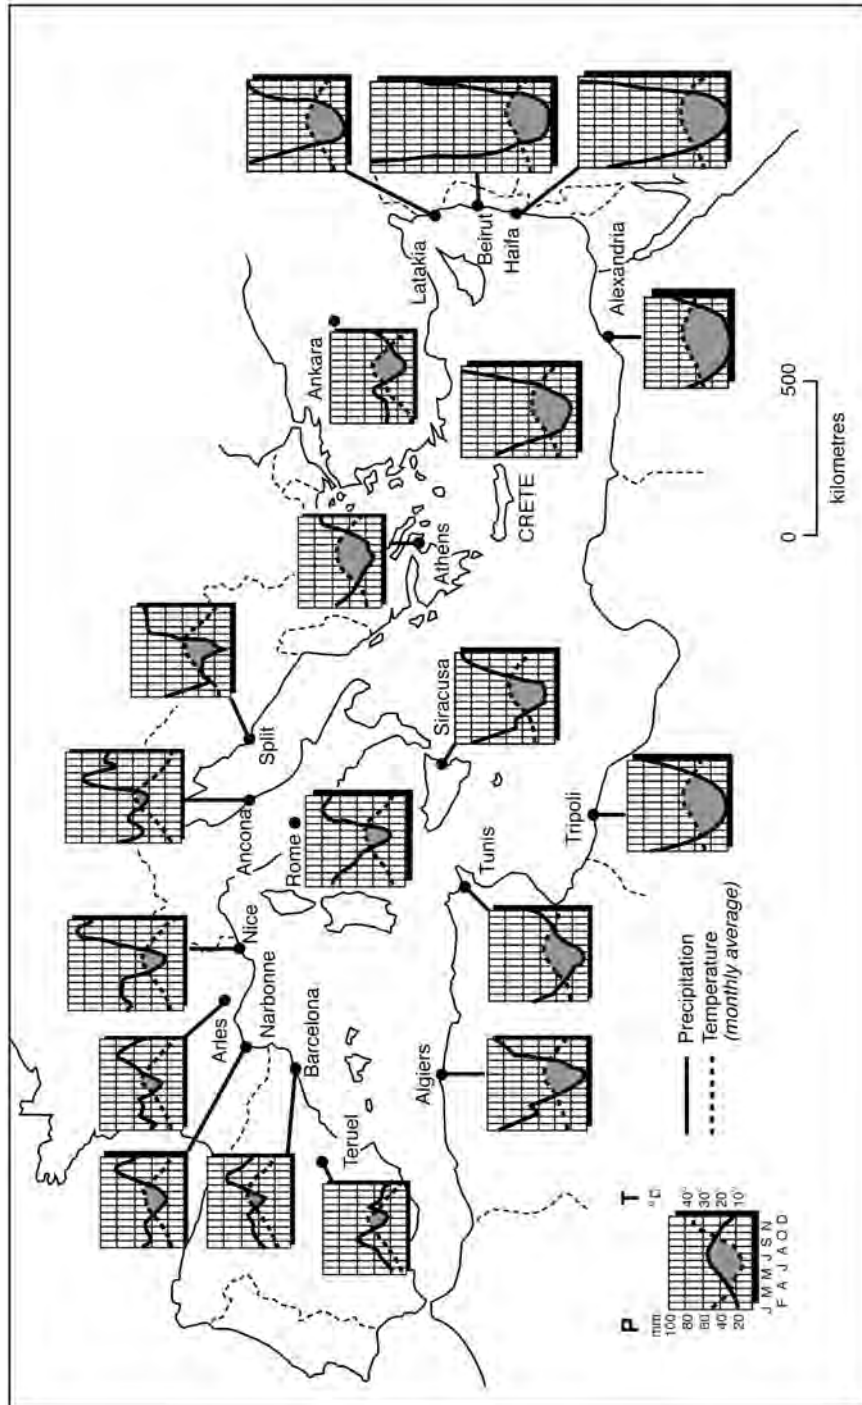 Latakia
Beirut
Haifa
Ankara
Alexandria
CRETE
Athens
Split
Siracusa
Ancona
Rome
Tripoli
Tunis
Nice
Arles
Narbonne
Barcelona
Algiers
Teruel
0 500
kilometres
Precipitation
Temperature
(monthly average)
P T
mm °C
100
80 40°
60 30°
40 20°
20 10°
J M M J S N
F A J A O D